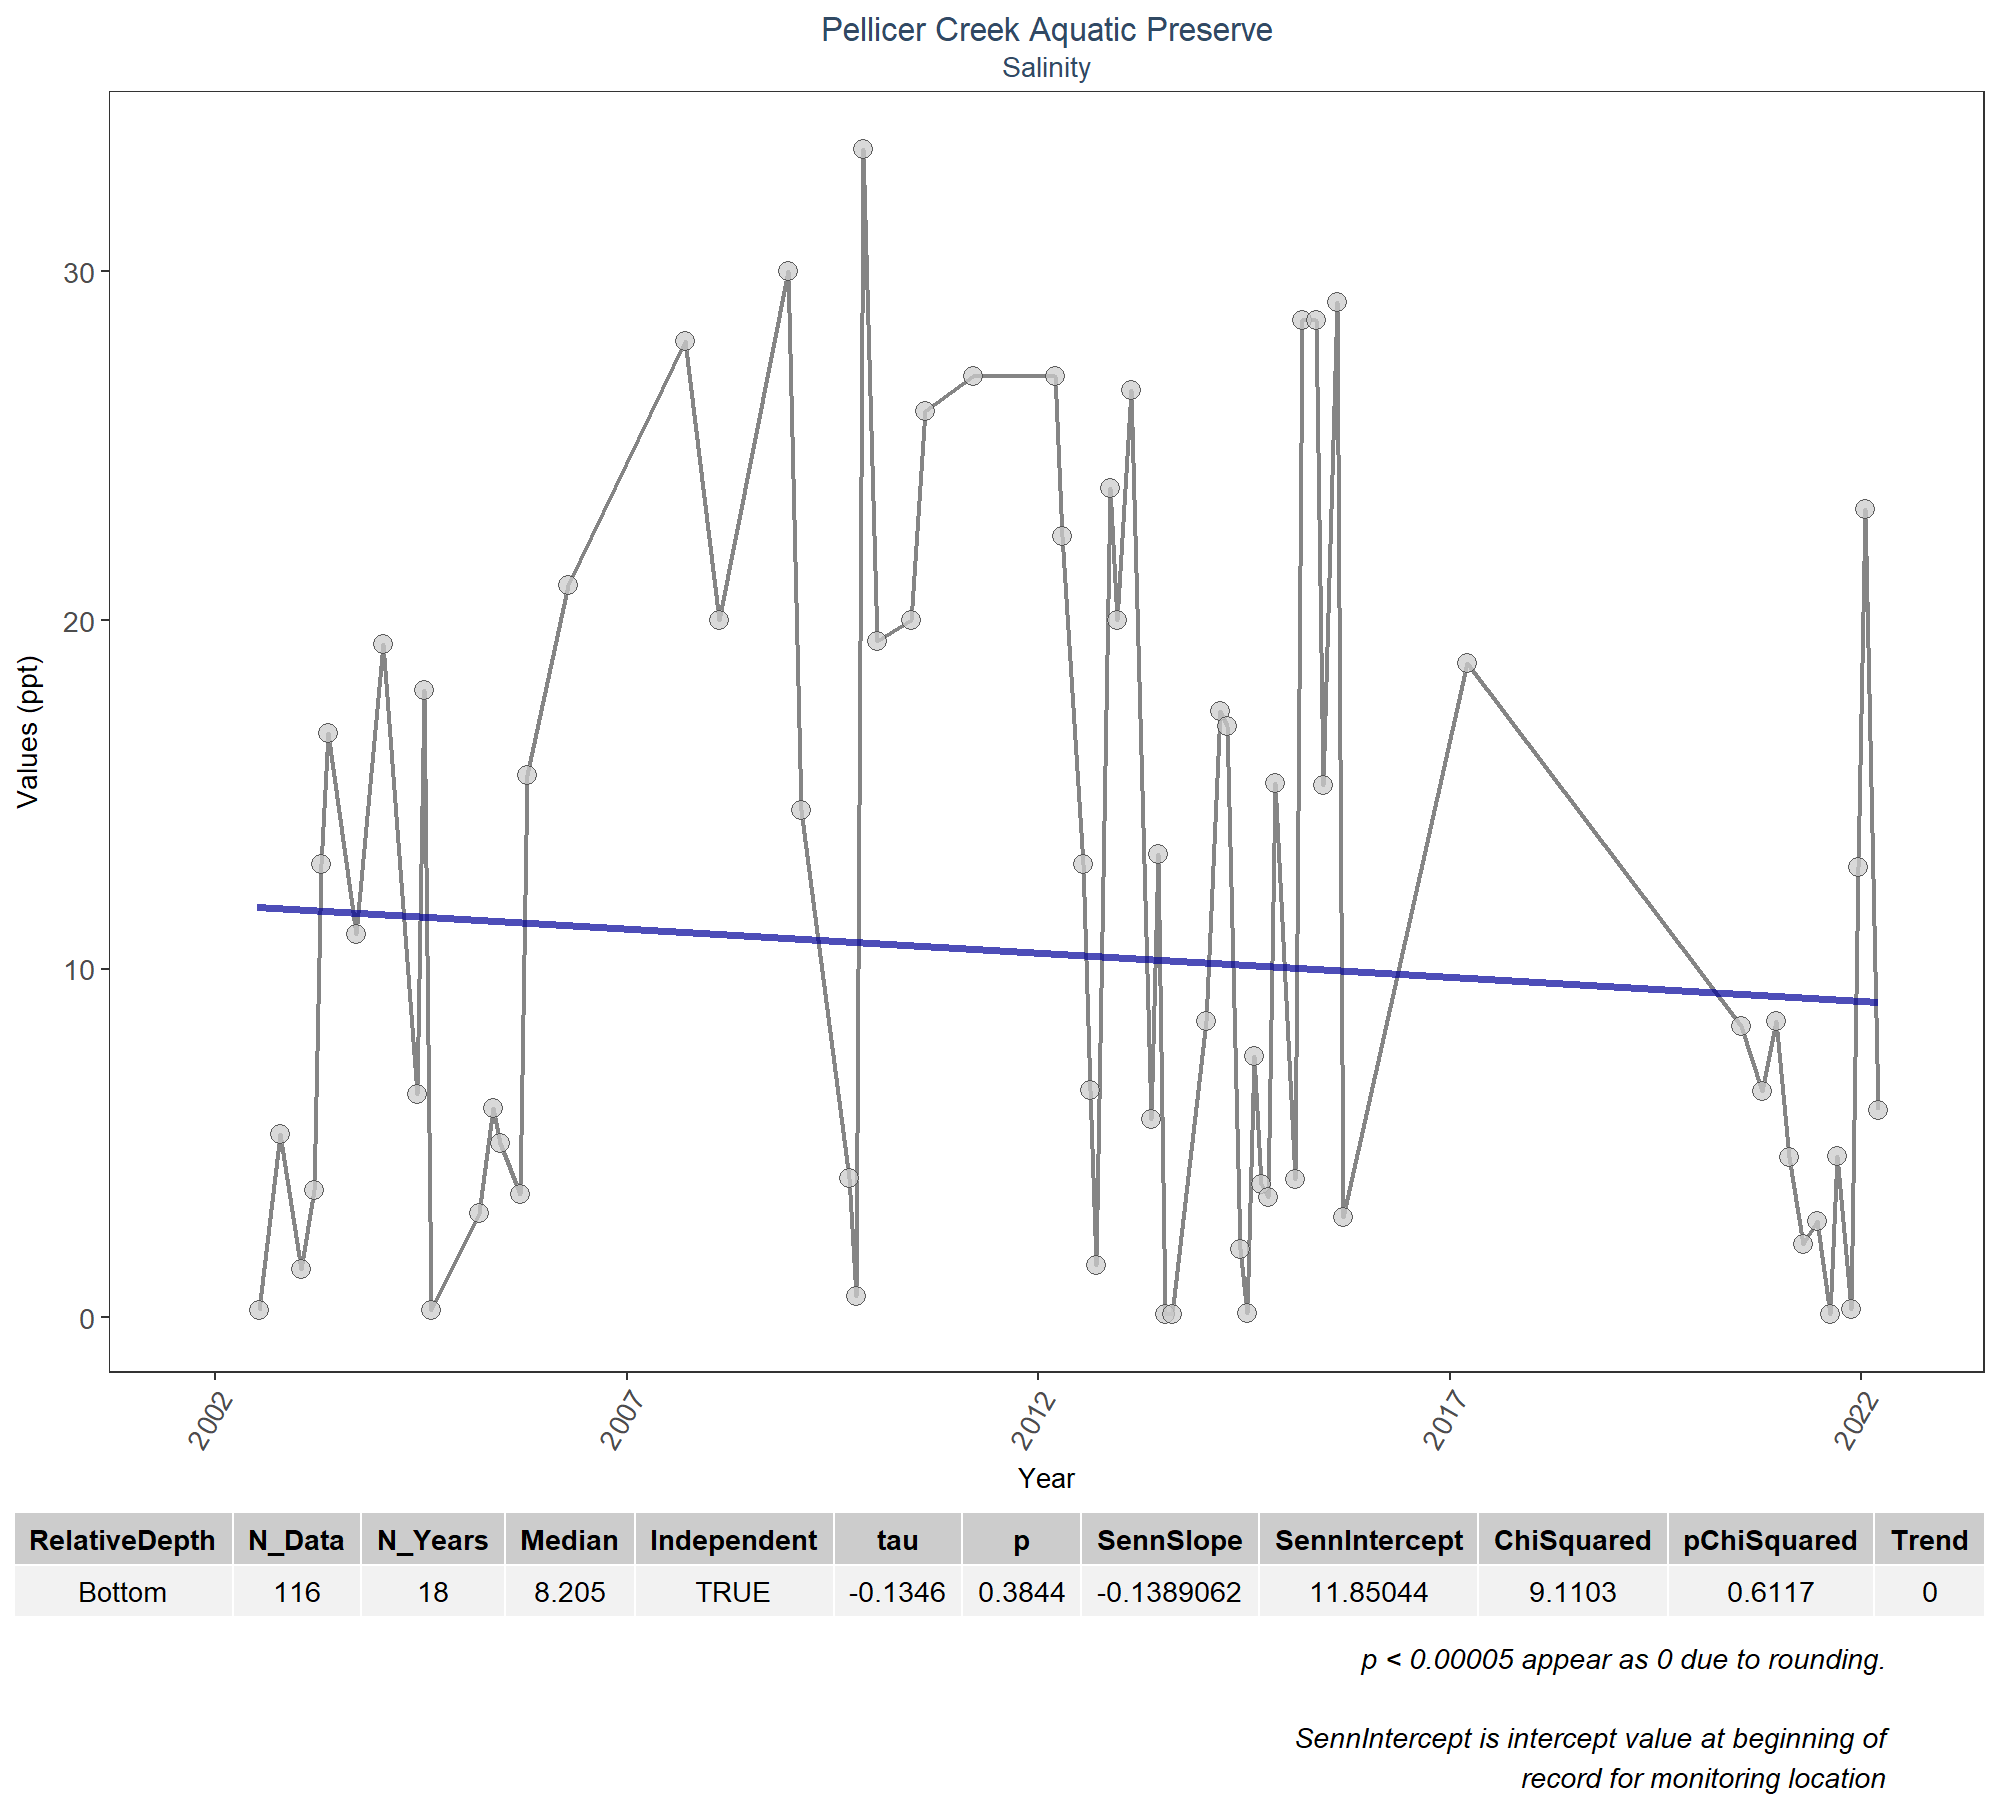 Pellicer Creek Aquatic Preserve
Salinity
Values (ppt)
30
20
10
0
2002 2007 2012 2017 2022
Year
RelativeDepth N_Data N_Years Median Independent tau p SennSlope SennIntercept ChiSquared pChiSquared Trend
Bottom 116 18 8.205 TRUE -0.1346 0.3844 -0.1389062 11.85044 9.1103 0.6117 0
p < 0.00005 appear as 0 due to rounding.
SennIntercept is intercept value at beginning of
record for monitoring location